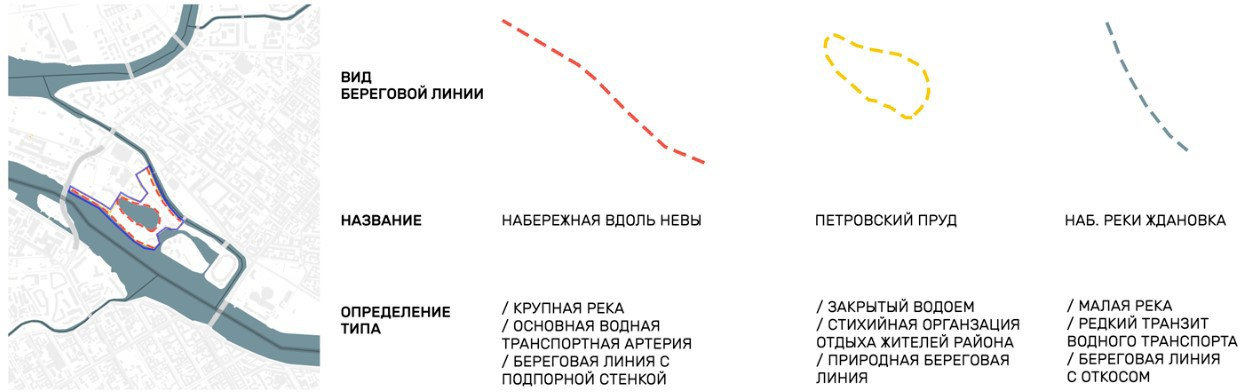 ВИД
БЕРЕГОВОЙ ЛИНИИ
НАЗВАНИЕ
НАБЕРЕЖНАЯ ВДОЛЬ НЕВЫ
ПЕТРОВСКИЙ ПРУД
НАБ. РЕКИ ЖДАНОВКА
ОПРЕДЕЛЕНИЕ
ТИПА
/ КРУПНАЯ РЕКА
/ ОСНОВНАЯ ВОДНАЯ
ТРАНСПОРТНАЯ АРТЕРИЯ
/ БЕРЕГОВАЯ ЛИНИЯ С
ПОДПОРНОЙ СТЕНКОЙ
/ ЗАКРЫТЫЙ ВОДОЕМ
/ СТИХИЙНАЯ ОРГАНЗАЦИЯ
ОТДЫХА ЖИТЕЛЕЙ РАЙОНА
/ ПРИРОДНАЯ БЕРЕГОВАЯ
ЛИНИЯ
/ МАЛАЯ РЕКА
/ РЕДКИЙ ТРАНЗИТ
ВОДНОГО ТРАНСПОРТА
/ БЕРЕГОВАЯ ЛИНИЯ
С ОТКОСОМ